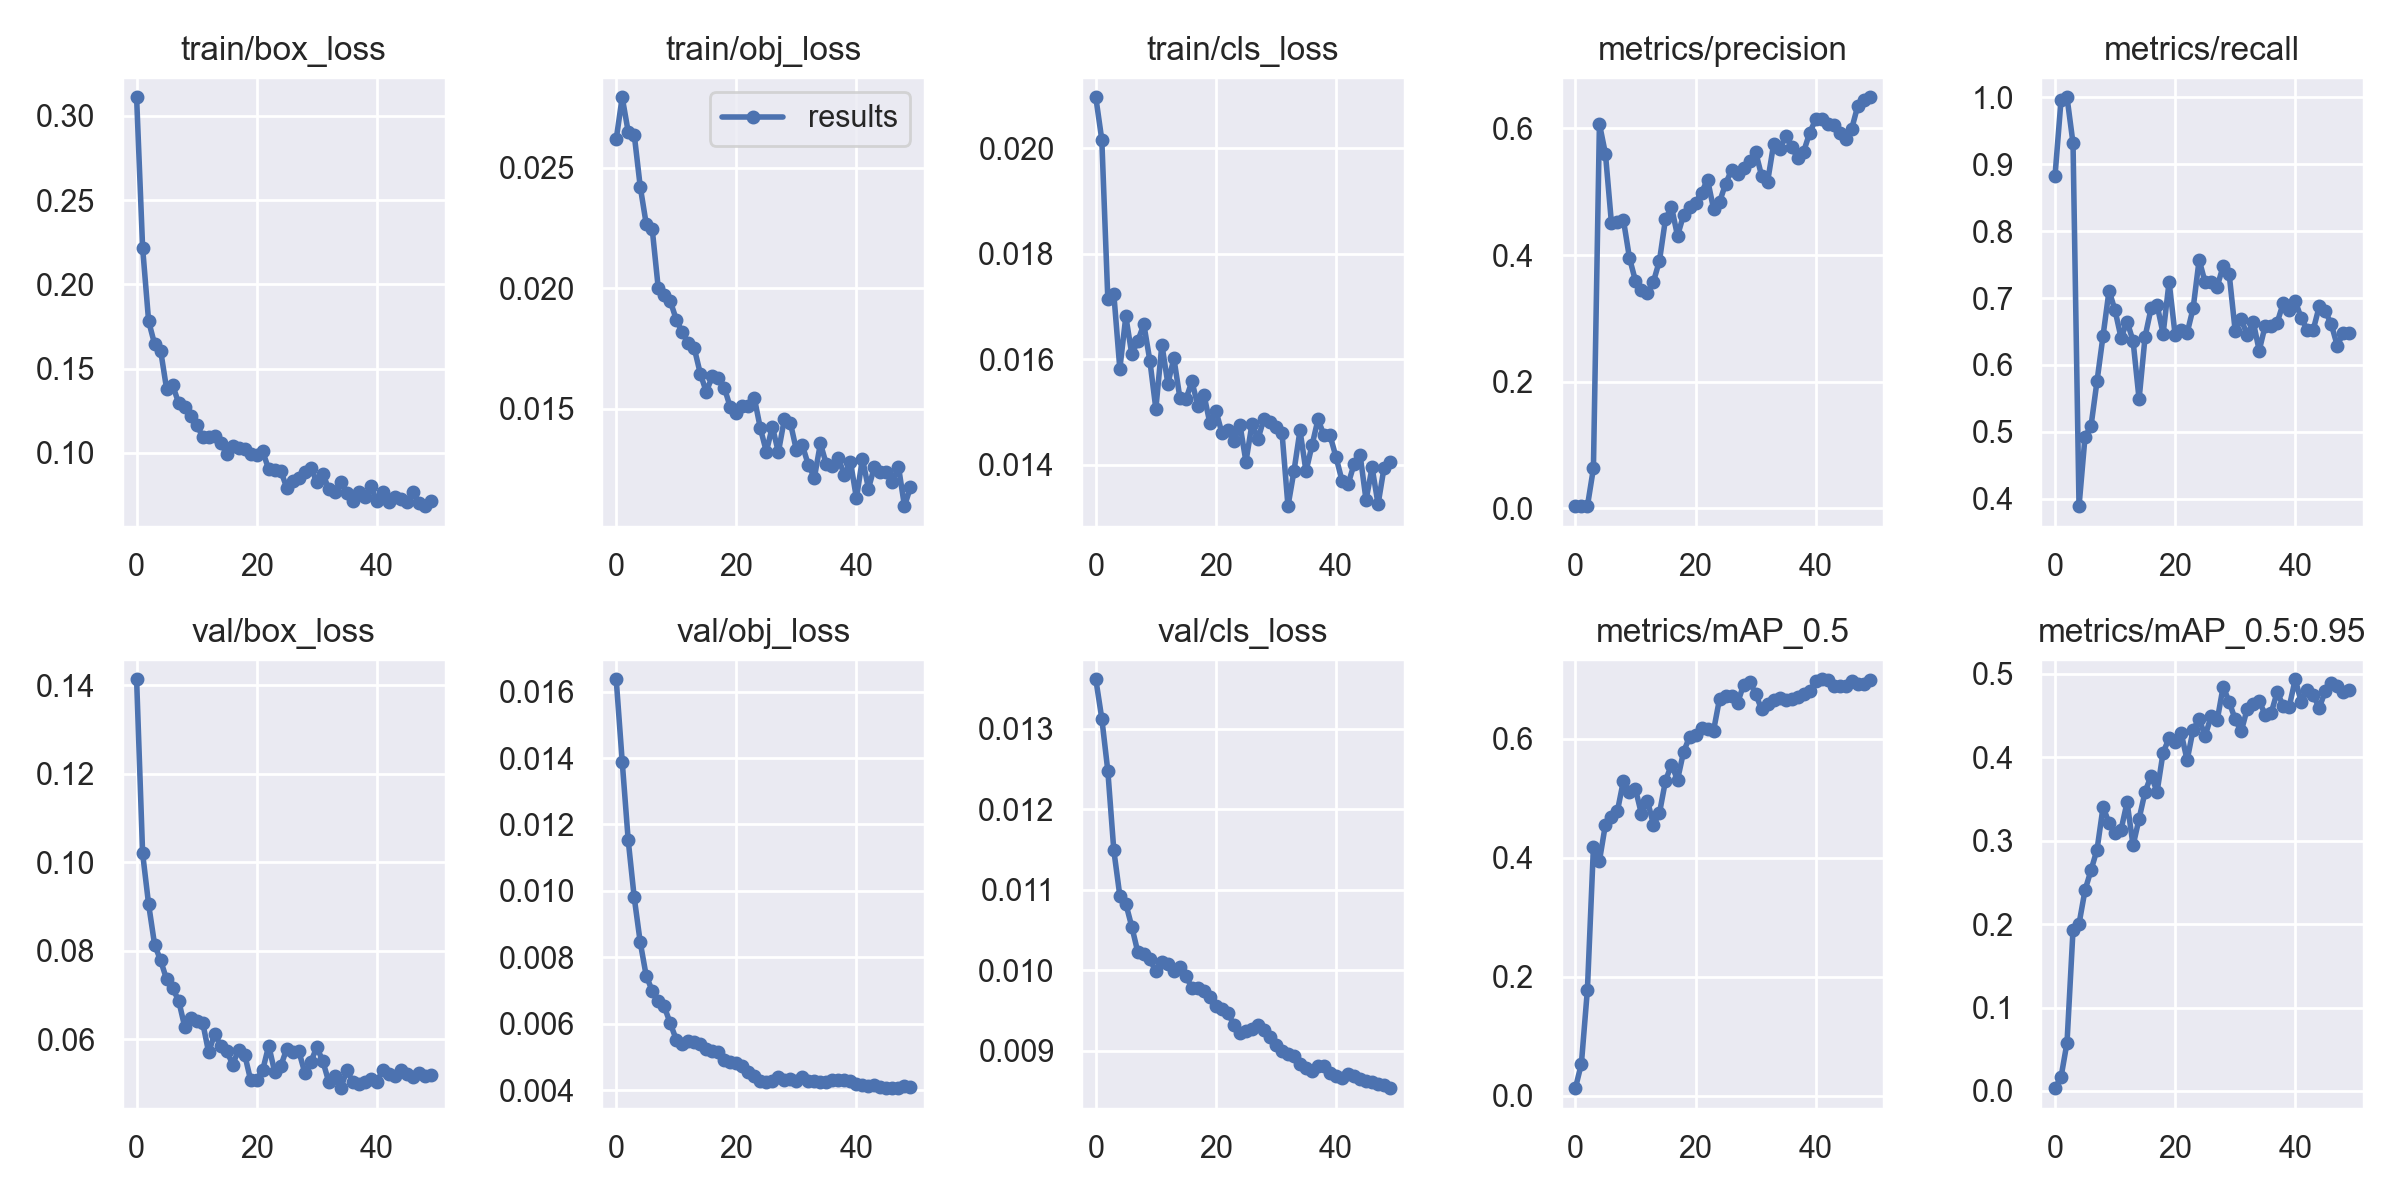 train/box_loss
0.30
0.25
0.20
0.15
0.10
0 20 40
train/obj_loss
results
0.025
0.020
0.015
0 20 40
train/cls_loss
0.020
0.018
0.016
0.014
0 20 40
metrics/precision
0.6
0.4
0.2
0.0
0 20 40
metrics/recall
1.0
0.9
0.8
0.7
0.6
0.5
0.4
0 20 40
val/box_loss
0.14
0.12
0.10
0.08
0.06
0 20 40
val/obj_loss
0.016
0.014
0.012
0.010
0.008
0.006
0.004
0 20 40
val/cls_loss
0.013
0.012
0.011
0.010
0.009
0 20 40
metrics/mAP_0.5
0.6
0.4
0.2
0.0
0 20 40
metrics/mAP_0.5:0.95
0.5
0.4
0.3
0.2
0.1
0.0
0 20 40